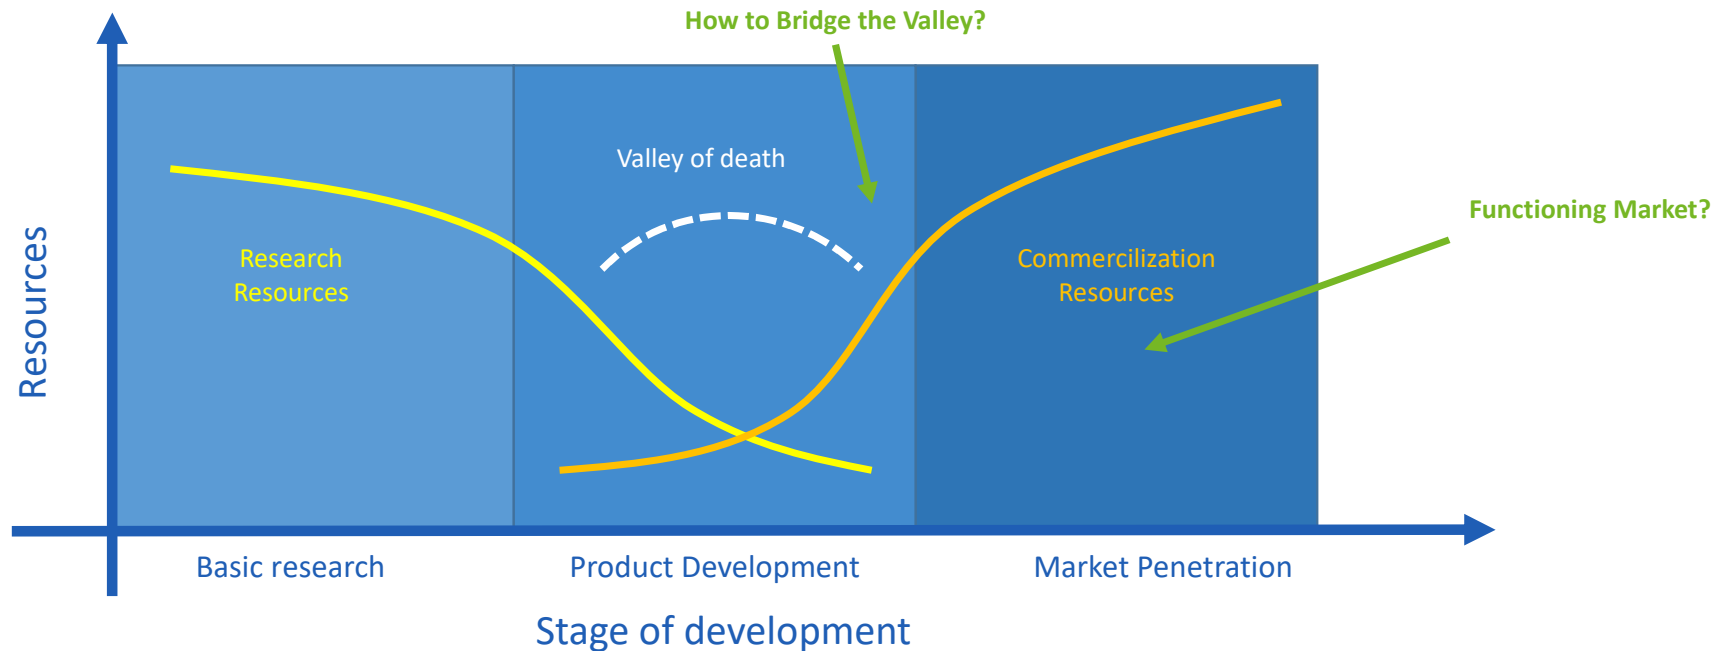 How to Bridge the Valley?
Valley of death
Functioning Market?
Research
Resources
Commercilization
Resources
Resources
Basic research
Product Development
Market Penetration
Stage of development